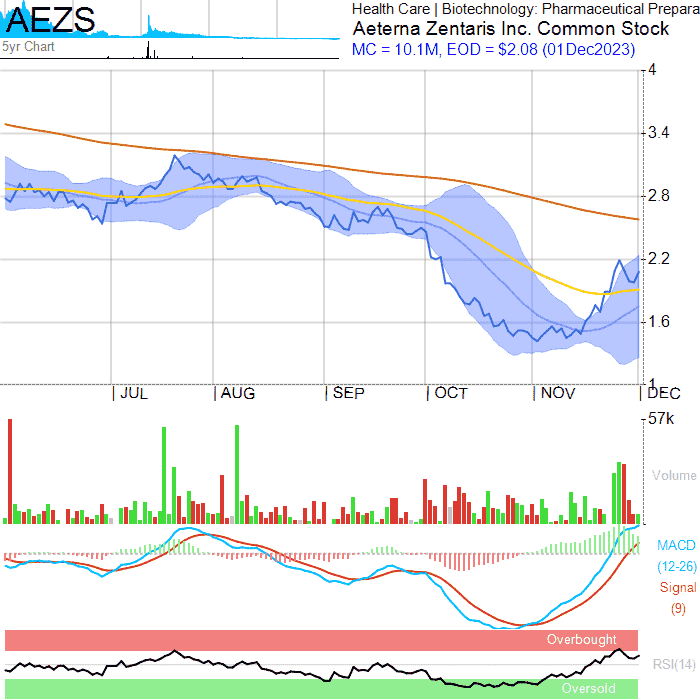 AEZS
5yr Chart
Health Care | Biotechnology: Pharmaceutical Prepara
Aeterna Zentaris Inc. Common Stock
MC = 10.1M, EOD = $2.08 (01Dec2023)
4
3.4
2.8
2.2
1.6
1
JUL
AUG
SEP
OCT
NOV
DEC
57k
Volume
MACD
(12-26)
Signal
(9)
Overbought
RSI(14)
Oversold